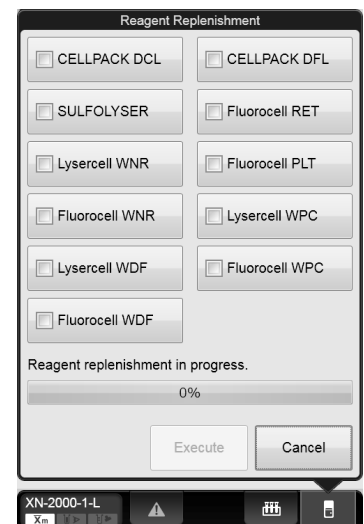 Reagent Replenishment
CELLPACK DCL
CELLPACK DFL
SULFOLYSER
Fluorocell RET
Lysercell WNR
Fluorocell PLT
Fluorocell WNR
Lysercell WPC
Lysercell WDF
Fluorocell WPC
Fluorocell WDF
Reagent replenishment in progress.
0%
Execute
Cancel
XN-2000-1-L
Xm